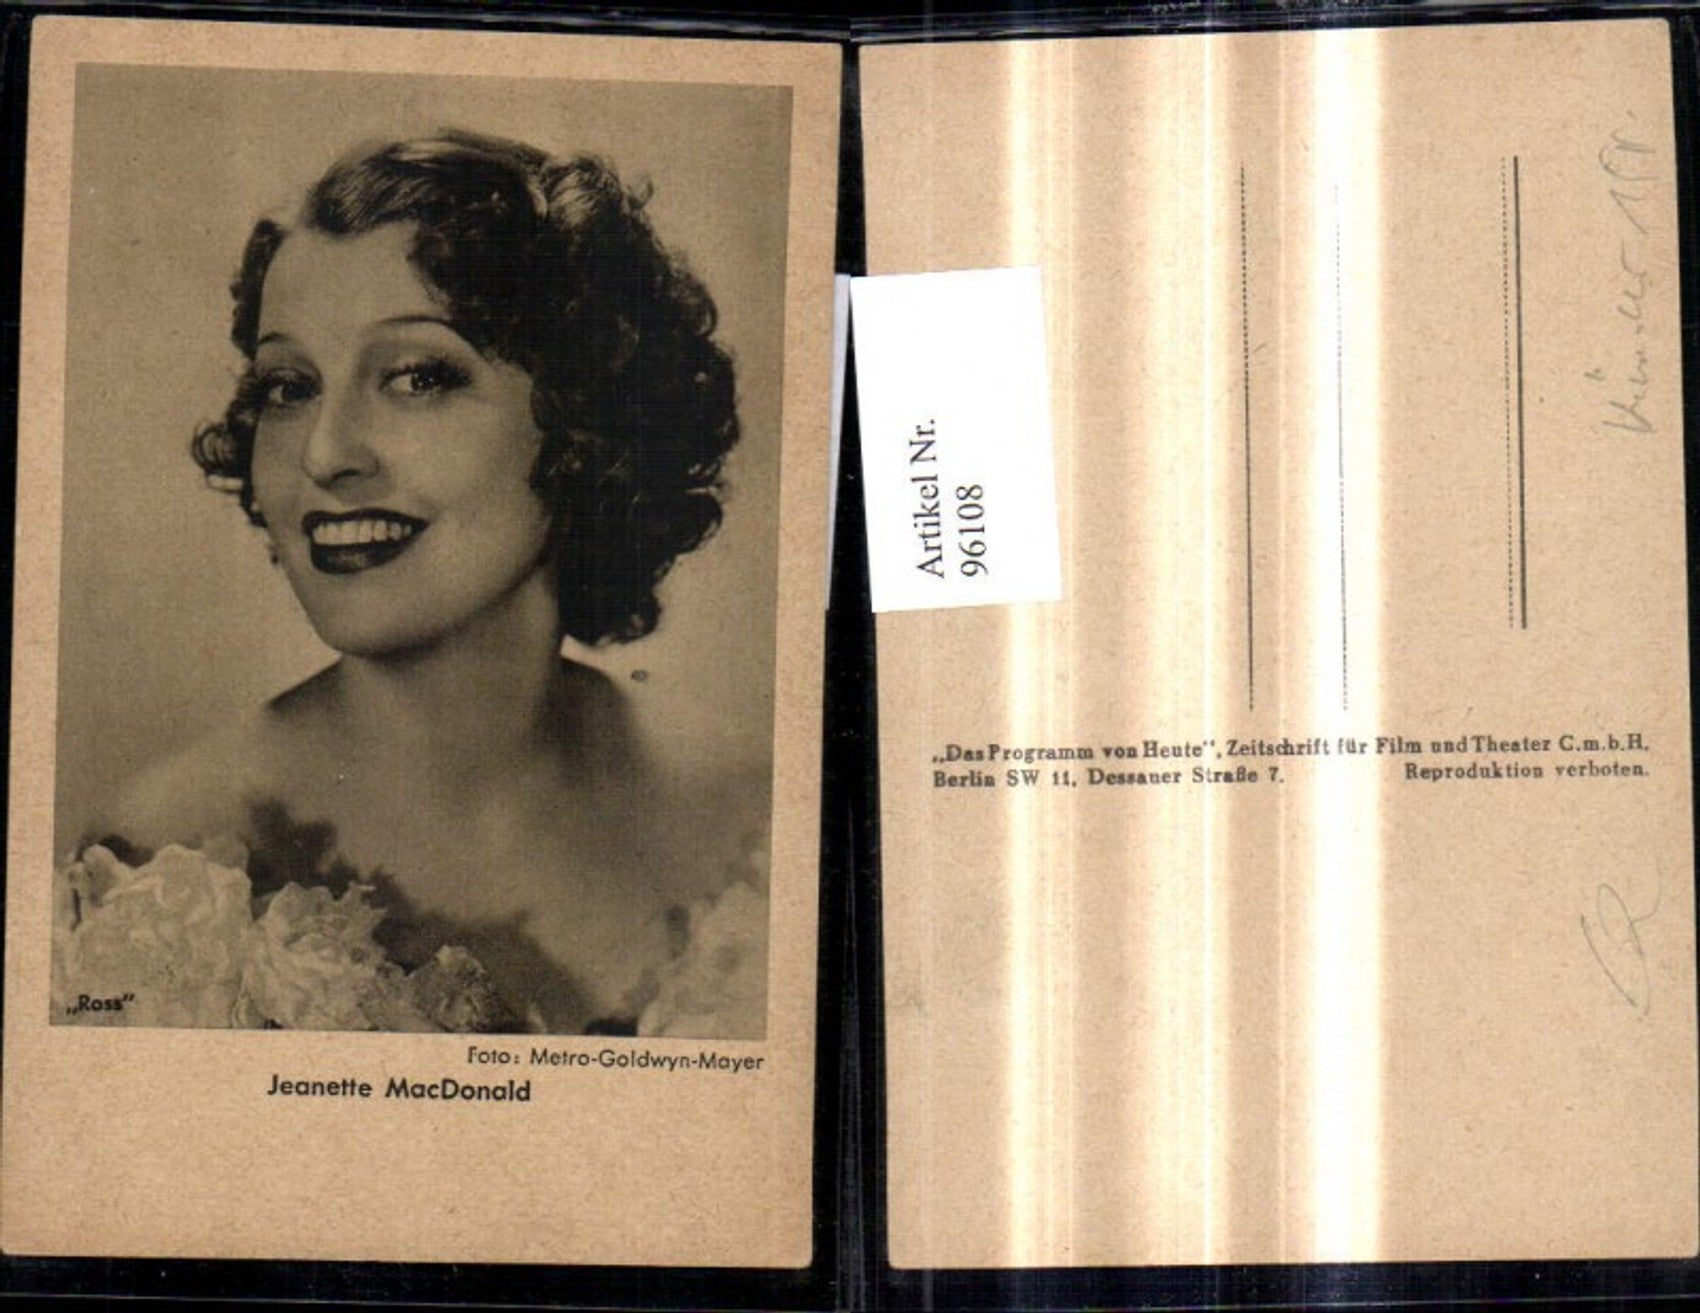 „Ross“
Foto: Metro-Goldwyn-Mayer
Jeanette MacDonald
Artikel Nr.
96108
„Das Programm von Heute“, Zeitschrift für Film und Theater G.m.b.H.
Berlin SW 11, Dessauer Straße 7. Reproduktion verboten.